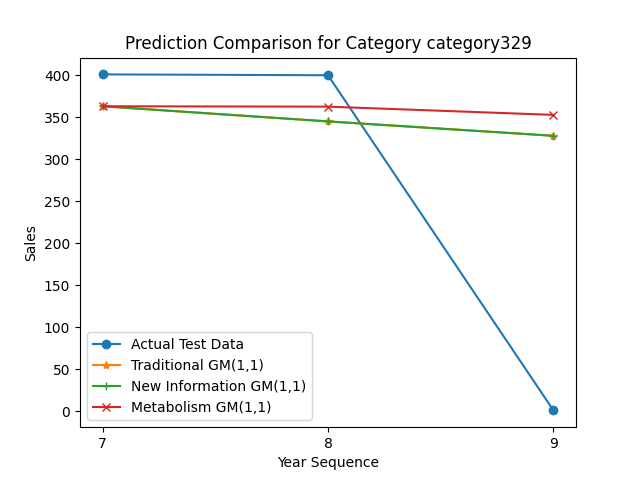 Prediction Comparison for Category category329
400
350
300
250
200
150
100
50
0
Sales
Actual Test Data
Traditional GM(1,1)
New Information GM(1,1)
Metabolism GM(1,1)
7
8
9
Year Sequence